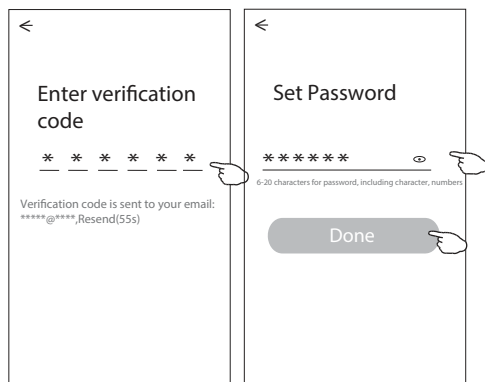 Enter verification
code
* * * * * *
Verification code is sent to your email:
*****@****,Resend(55s)
Set Password
******
6-20 characters for password, including character, numbers
Done